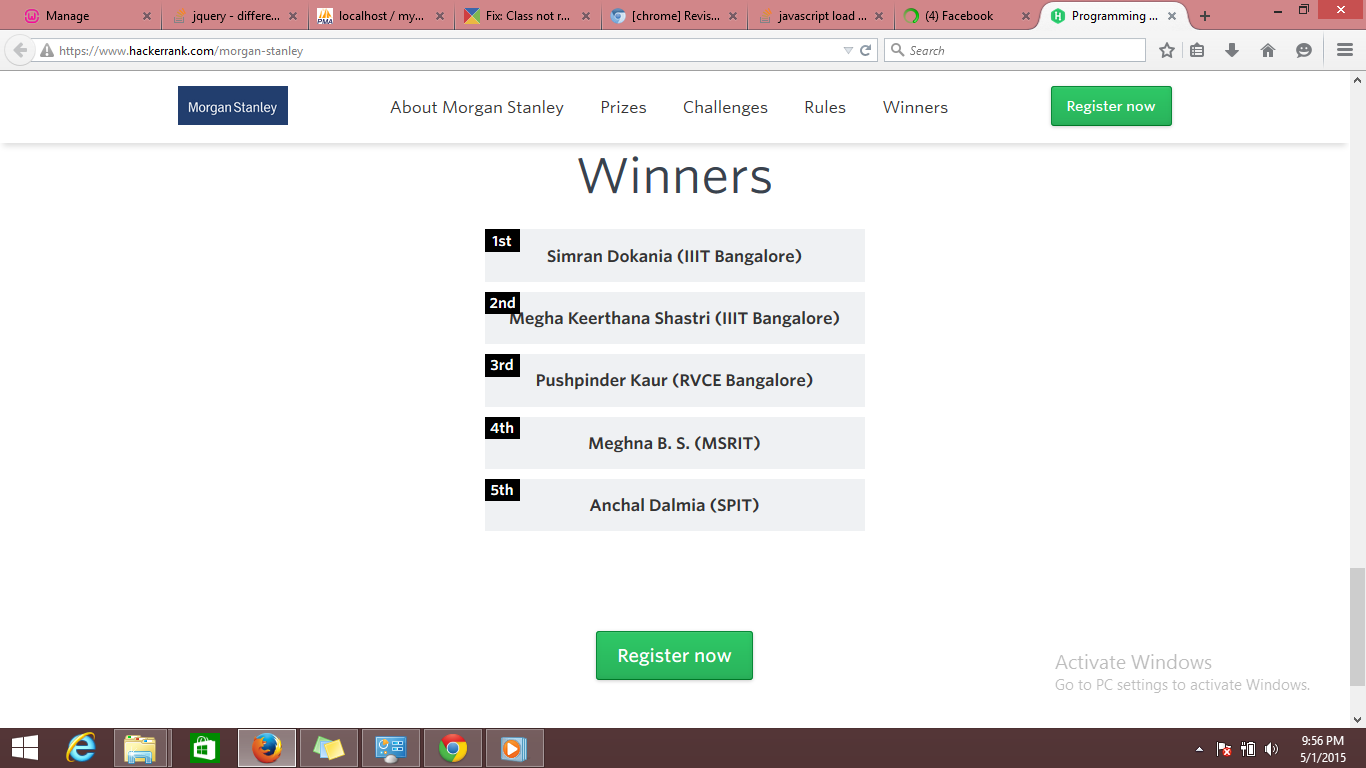 Manage
jquery - differe...
localhost / my...
Fix: Class not r...
[chrome] Revis...
javascript load ...
(4) Facebook
Programming ...
https://www.hackerrank.com/morgan-stanley
Search
Morgan Stanley
About Morgan Stanley
Prizes
Challenges
Rules
Winners
Register now
Winners
1st
Simran Dokania (IIIT Bangalore)
2nd
Megha Keerthana Shastri (IIIT Bangalore)
3rd
Pushpinder Kaur (RVCE Bangalore)
4th
Meghna B. S. (MSRIT)
5th
Anchal Dalmia (SPIT)
Register now
Activate Windows
Go to PC settings to activate Windows.
9:56 PM
5/1/2015